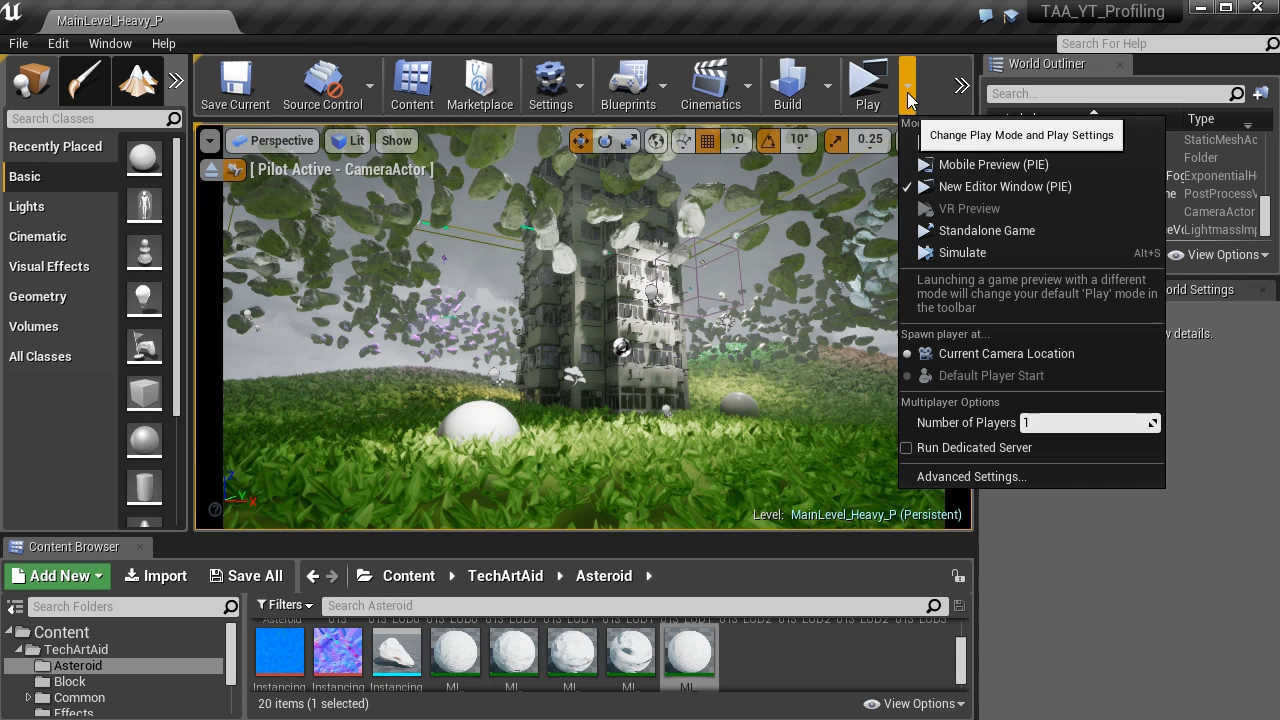 MainLevel_Heavy_P
TAA_YT_Profiling
File Edit Window Help
Search For Help
Save Current
Source Control
Content
Marketplace
Settings
Blueprints
Cinematics
Build
Play
World Outliner
Search Classes
Search...
Type
Recently Placed
Basic
Lights
Cinematic
Visual Effects
Geometry
Volumes
All Classes
Perspective
Lit
Show
10
10°
0.25
[ Pilot Active - CameraActor ]
Change Play Mode and Play Settings
Mobile Preview (PIE)
New Editor Window (PIE)
VR Preview
Standalone Game
Simulate Alt+S
Launching a game preview with a different
mode will change your default 'Play' mode in
the toolbar
Spawn player at...
Current Camera Location
Default Player Start
Multiplayer Options
Number of Players 1
Run Dedicated Server
Advanced Settings...
StaticMeshAc
Folder
ExponentialH
PostProcessV
CameraActor
LightmassImp
View Options
orld Settings
w details.
Level: MainLevel_Heavy_P (Persistent)
Content Browser
Add New
Import
Save All
Content
TechArtAid
Asteroid
Search Folders
Filters
Search Asteroid
Content
TechArtAid
Asteroid
Block
Common
Effects
Instancing
Instancing
Instancing
MI_
MI_
MI_
MI_
MI_
20 items (1 selected)
View Options